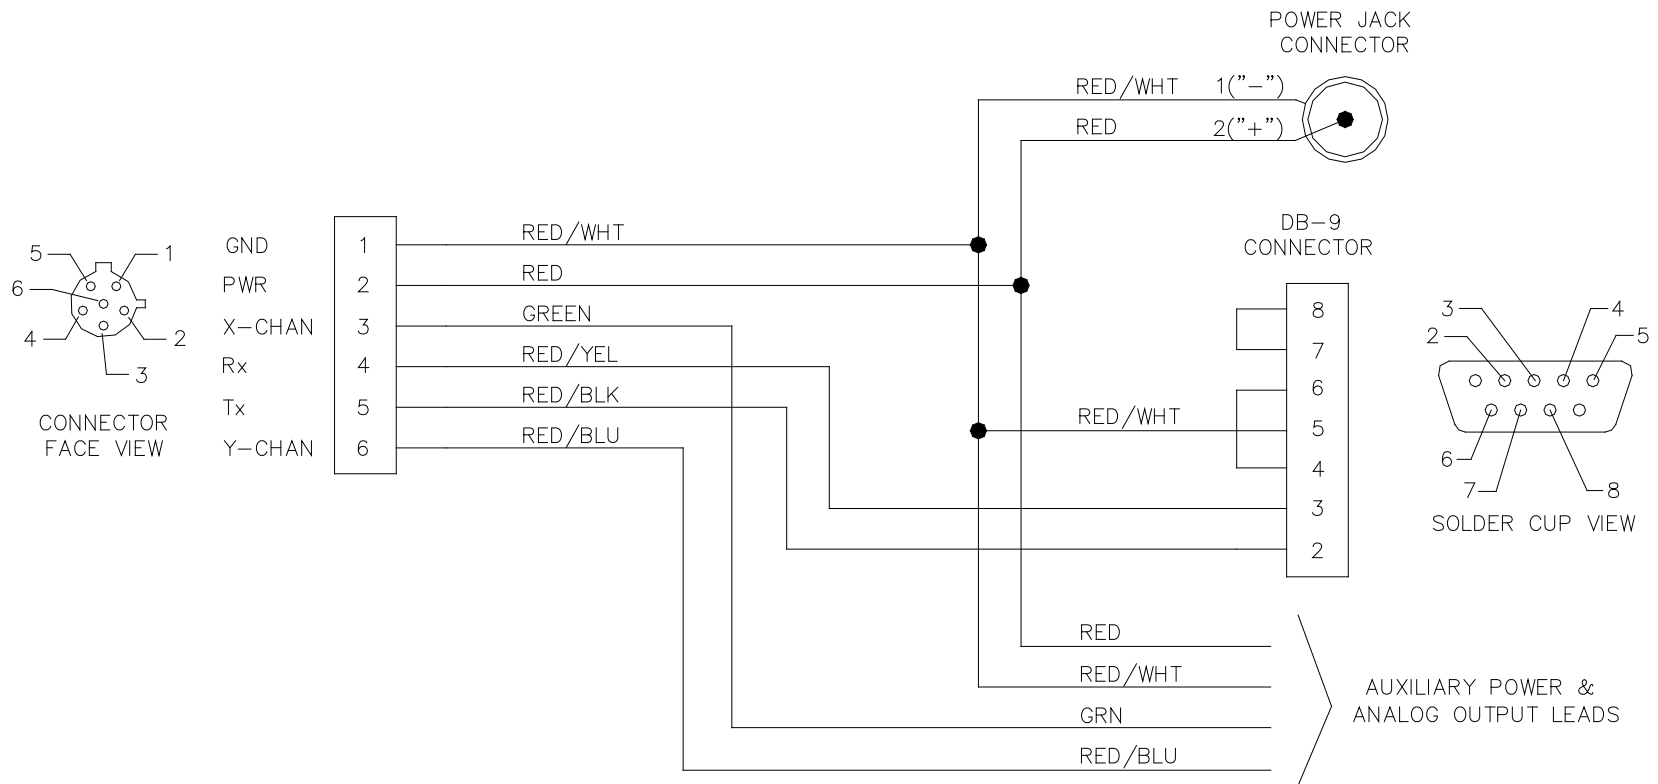 POWER JACK
CONNECTOR
RED/WHT 1("-")
RED 2("+")
5 1
6
4 2
3
CONNECTOR
FACE VIEW
GND 1 RED/WHT
PWR 2 RED
X-CHAN 3 GREEN
Rx 4 RED/YEL
Tx 5 RED/BLK
Y-CHAN 6 RED/BLU
DB-9
CONNECTOR
8
7
6
RED/WHT 5
4
3
2
3 4
2 5
6
7 8
SOLDER CUP VIEW
RED
RED/WHT
GRN
RED/BLU
AUXILIARY POWER &
ANALOG OUTPUT LEADS